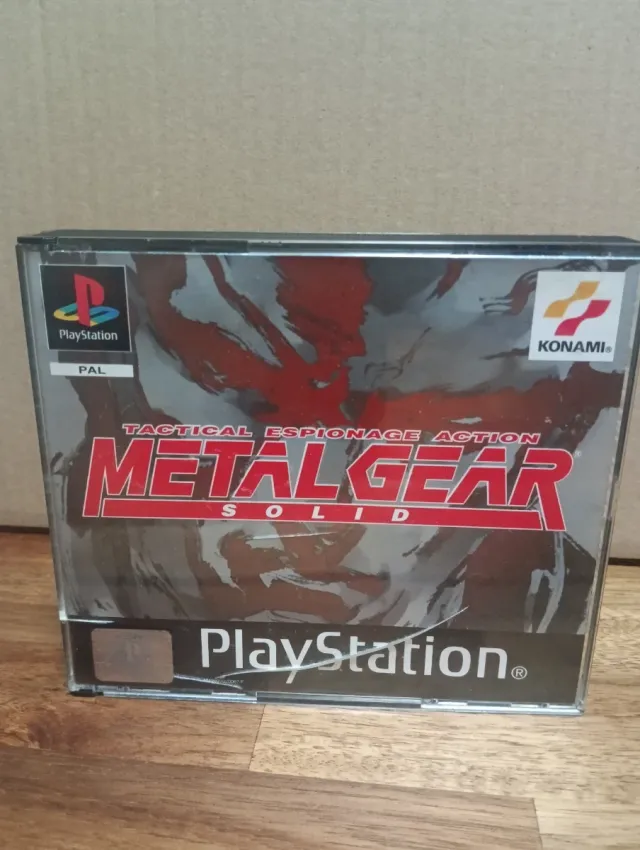 PlayStation
PAL
KONAMI®
TACTICAL ESPIONAGE ACTION
METAL GEAR
SOLID
PlayStation®